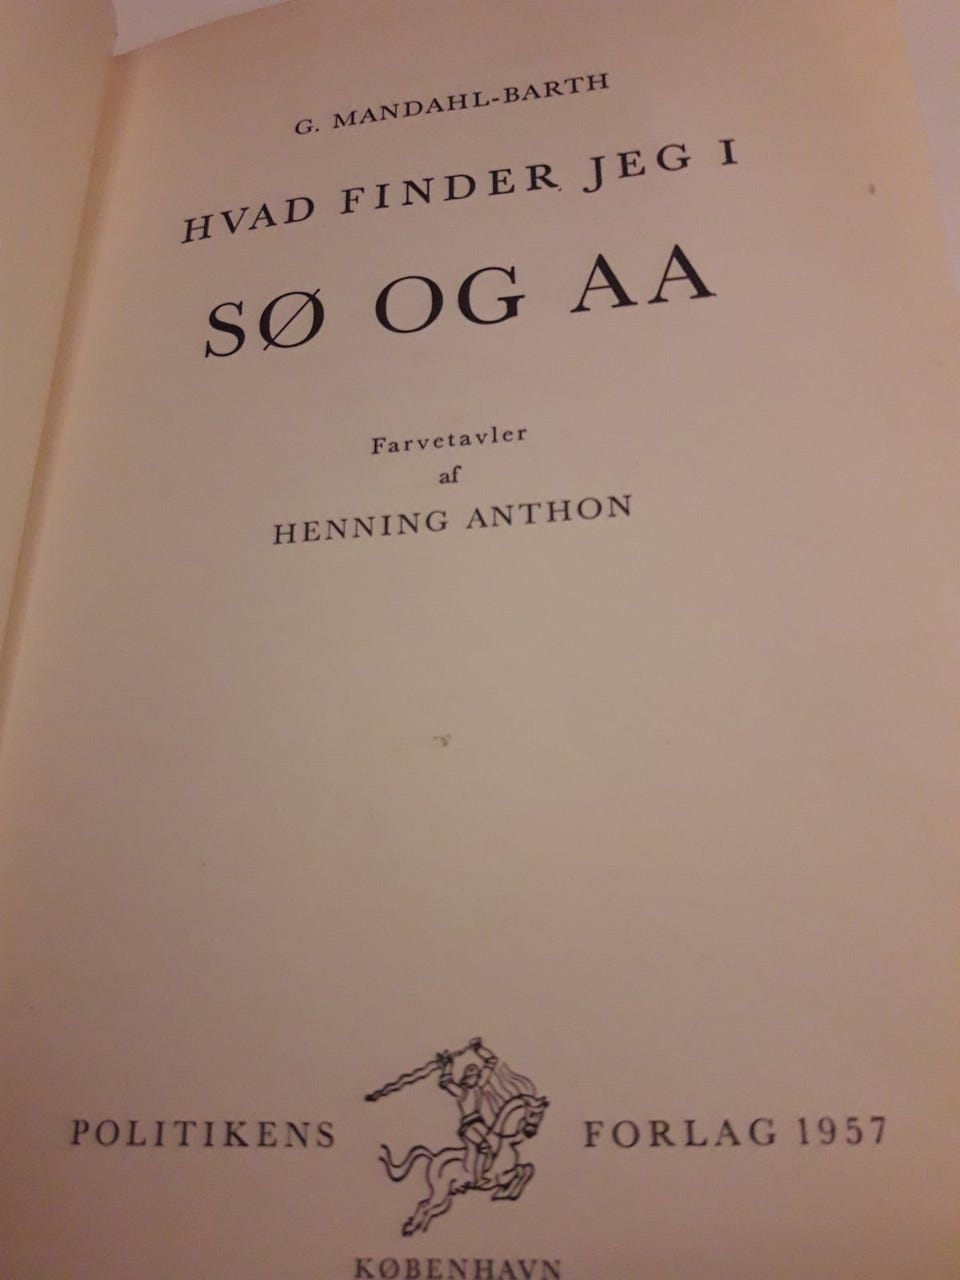 G. MANDAHL-BARTH
HVAD FINDER JEG I
SØ OG AA
Farvetavler
af
HENNING ANTHON
POLITIKENS FORLAG 1957
KØBENHAVN